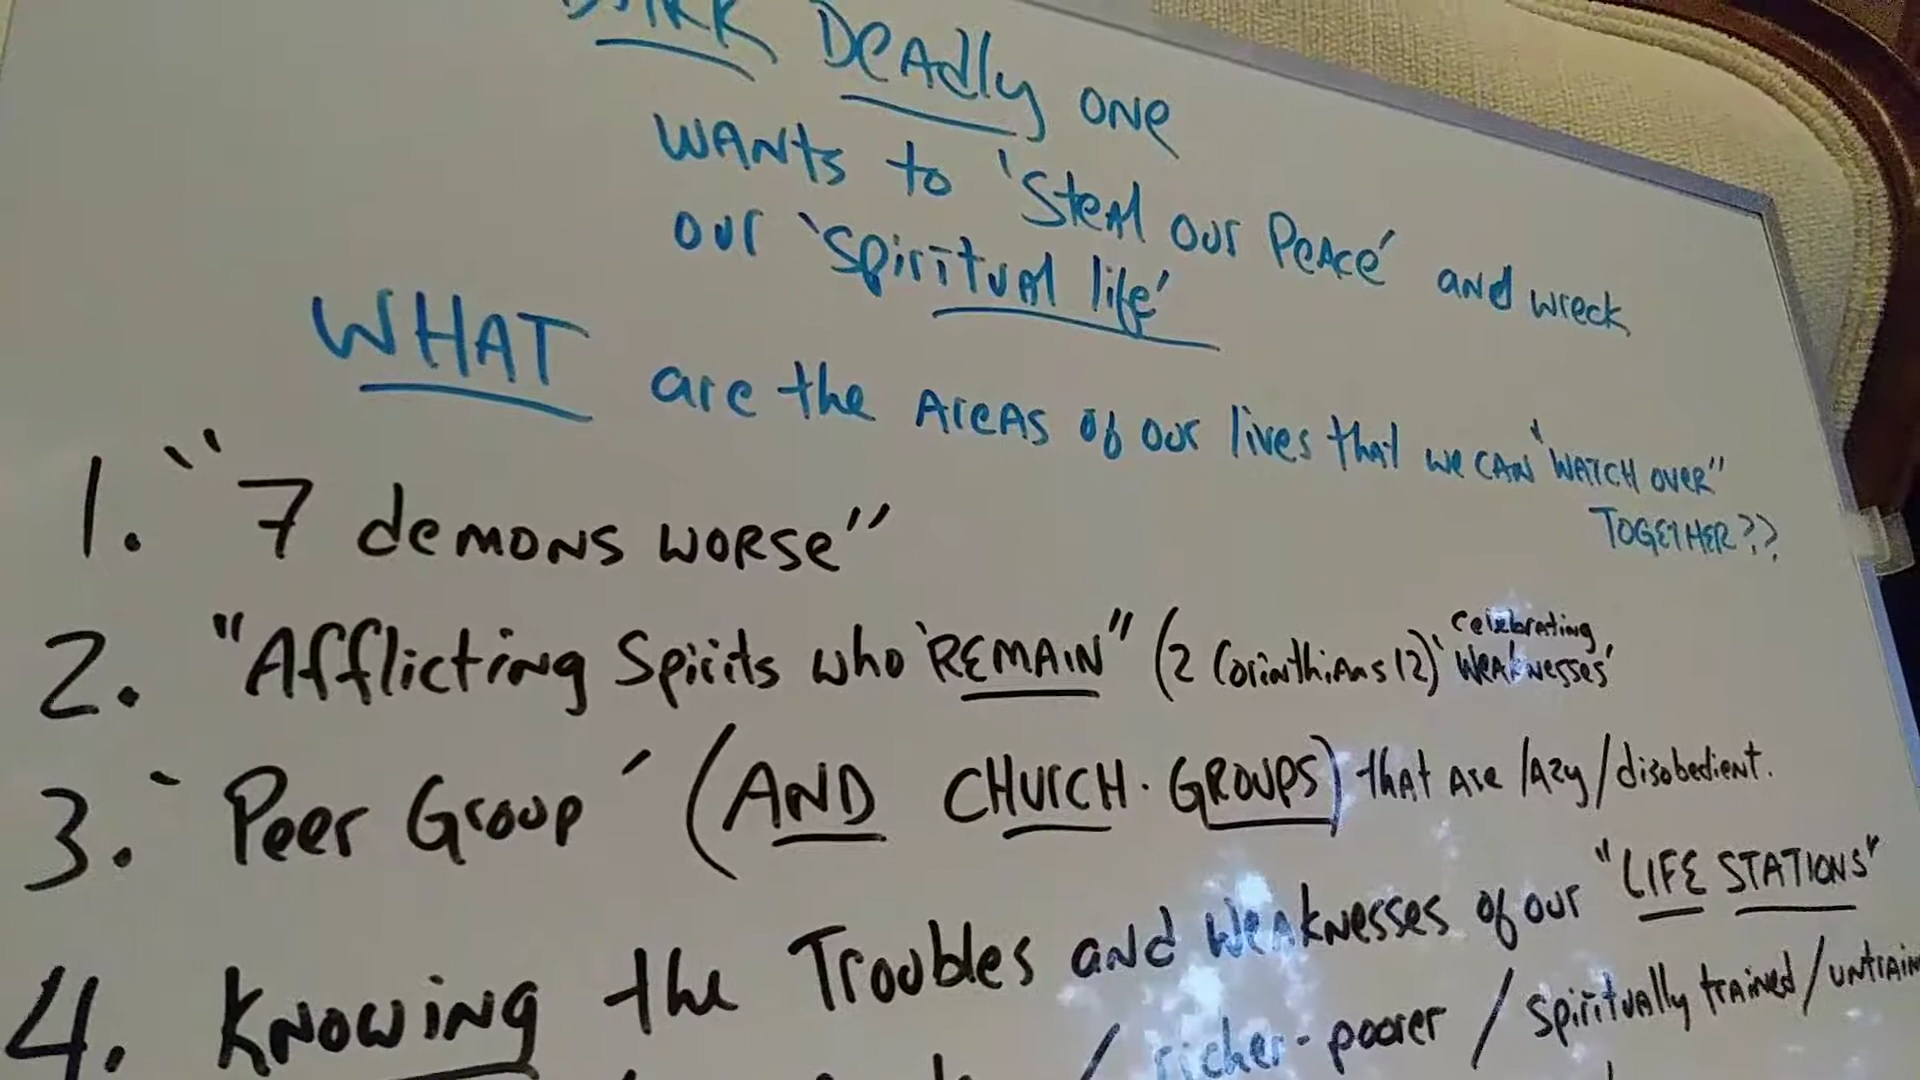 DARK Deadly one
wants to 'Steal our Peace' and wreck
our 'Spiritual life'
WHAT are the Areas of our lives that we can "WATCH OVER"
TOGETHER??
1. "7 demons worse"
2. "Afflicting Spirits who 'REMAIN" (2 Corinthians 12) 'Celebrating
Weaknesses'
3. 'Peer Group' (AND CHURCH. GROUPS) that are lazy/disobedient.
4. Knowing the Troubles and weaknesses of our "LIFE STATIONS"
/ richer-poorer / spiritually trained/